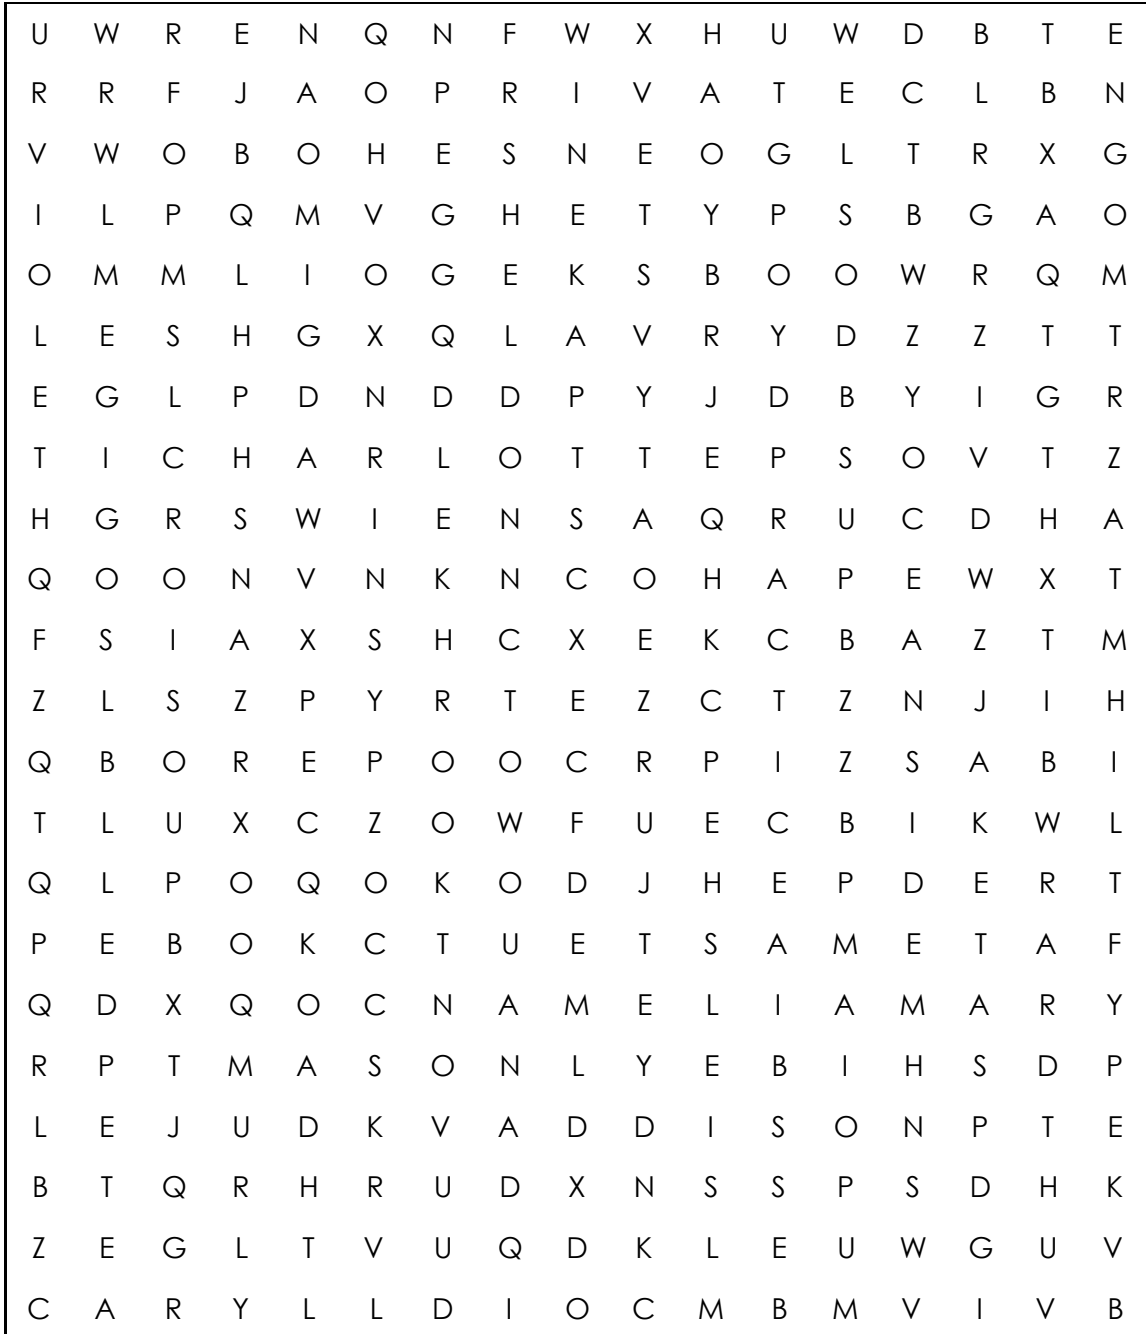 U W R E N Q N F W X H U W D B T E
R R F J A O P R I V A T E C L B N
V W O B O H E S N E O G L T R X G
I L P Q M V G H E T Y P S B G A O
O M M L I O G E K S B O O W R Q M
L E S H G X Q L A V R Y D Z Z T T
E G L P D N D D P Y J D B Y I G R
T I C H A R L O T T E P S O V T Z
H G R S W I E N S A Q R U C D H A
Q O O N V N K N C O H A P E W X T
F S I A X S H C X E K C B A Z T M
Z L S Z P Y R T E Z C T Z N J I H
Q B O R E P O O C R P I Z S A B I
T L U X C Z O W F U E C B I K W L
Q L P O Q O K O D J H E P D E R T
P E B O K C T U E T S A M E T A F
Q D X Q O C N A M E L I A M A R Y
R P T M A S O N L Y E B I H S D P
L E J U D K V A D D I S O N P T E
B T Q R H R U D X N S S P S D H K
Z E G L T V U Q D K L E U W G U V
C A R Y L L D I O C M B M V I V B